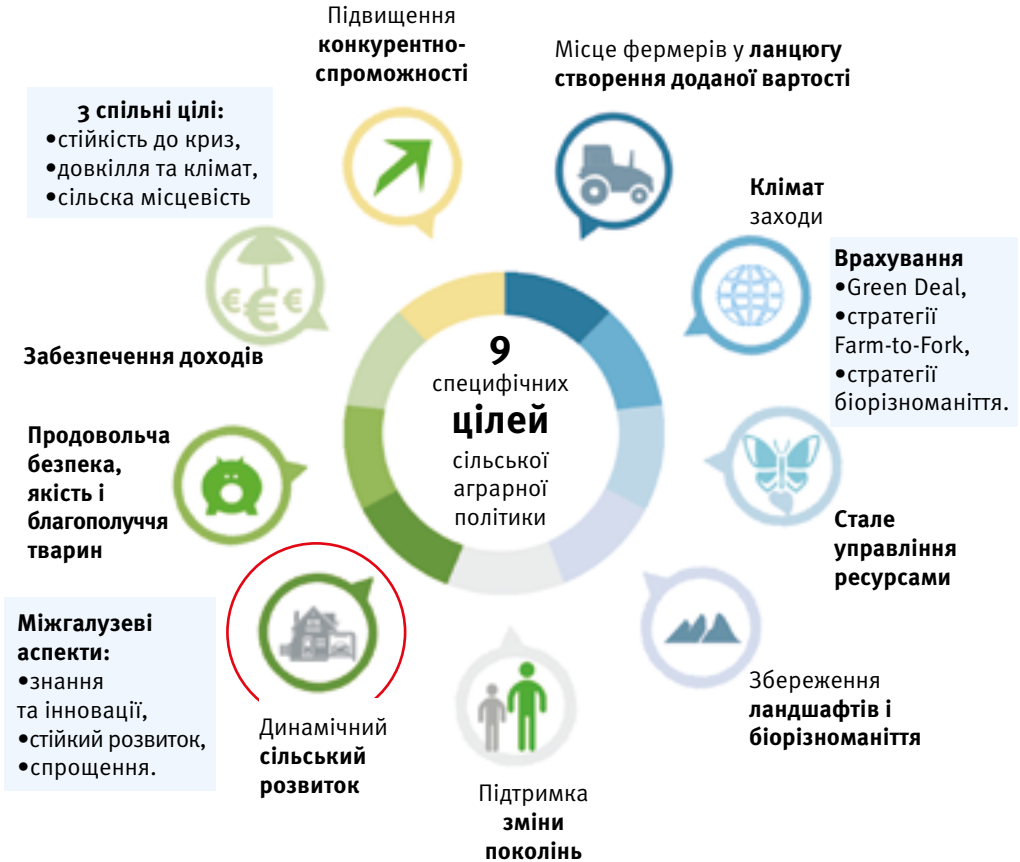 Підвищення
конкурентно-
спроможності
Місце фермерів у ланцюгу
створення доданої вартості
3 спільні цілі:
•стійкість до криз,
•довкілля та клімат,
•сільска місцевість
Клімат
заходи
Врахування
•Green Deal,
•стратегії
Farm-to-Fork,
•стратегії
біорізноманіття.
€€€
Забезпечення доходів
9
специфічних
цілей
сільської
аграрної
політики
Продовольча
безпека,
якість і
благополуччя
тварин
Стале
управління
ресурсами
Міжгалузеві
аспекти:
•знання
та інновації,
•стійкий розвиток,
•спрощення.
Динамічний
сільський
розвиток
Збереження
ландшафтів і
біорізноманіття
Підтримка
зміни
поколінь